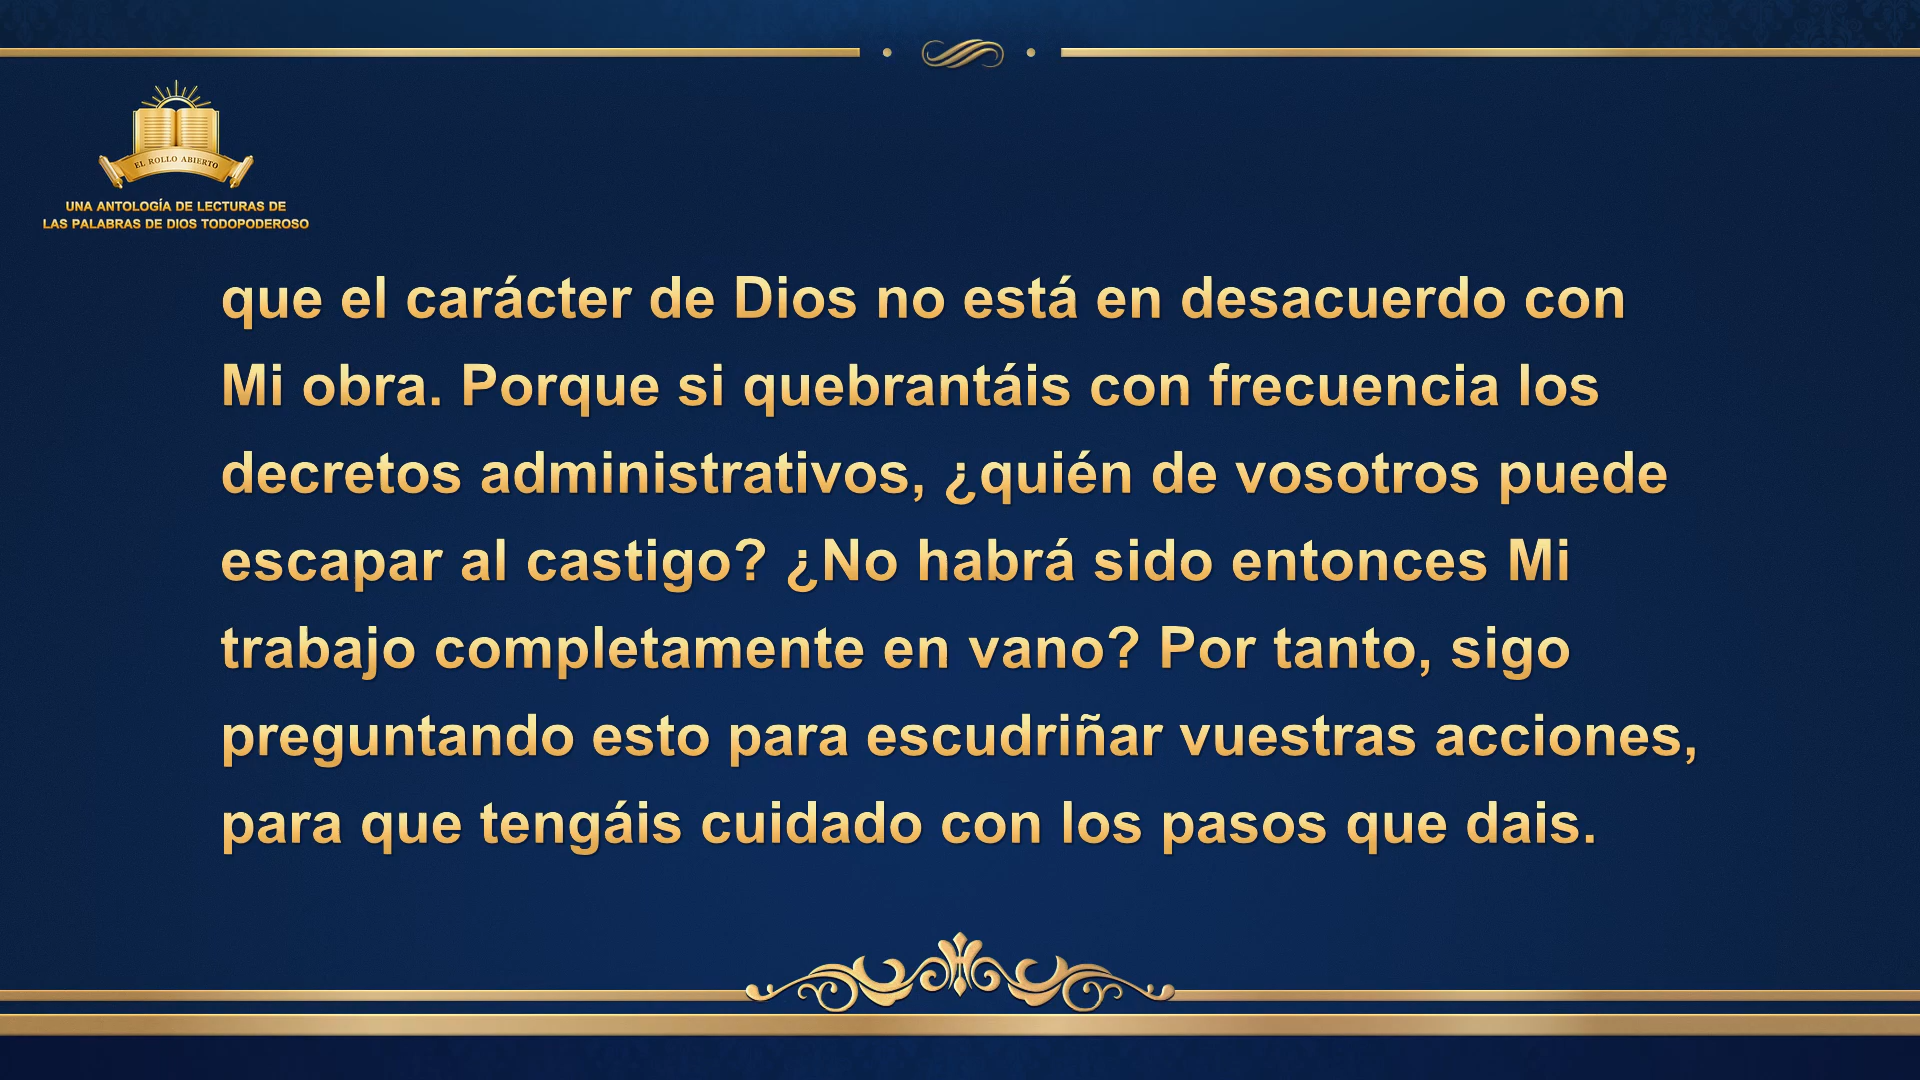 EL ROLLO ABIERTO
UNA ANTOLOGÍA DE LECTURAS DE
LAS PALABRAS DE DIOS TODOPODEROSO
que el carácter de Dios no está en desacuerdo con
Mi obra. Porque si quebrantáis con frecuencia los
decretos administrativos, ¿quién de vosotros puede
escapar al castigo? ¿No habrá sido entonces Mi
trabajo completamente en vano? Por tanto, sigo
preguntando esto para escudriñar vuestras acciones,
para que tengáis cuidado con los pasos que dais.